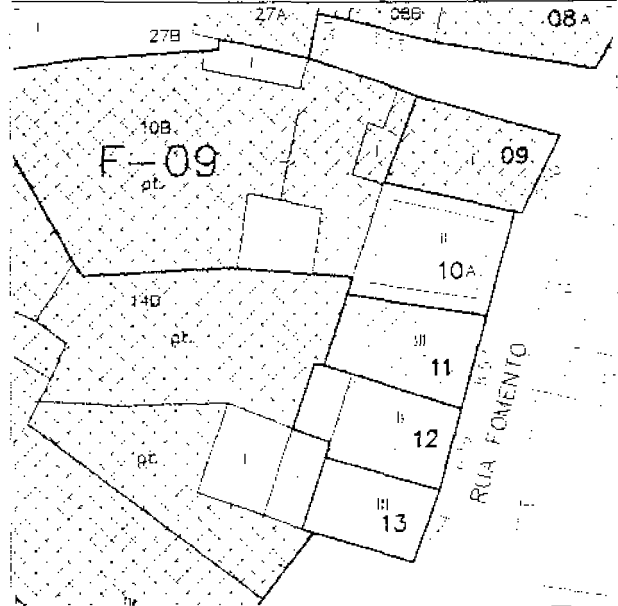 27A
08B
08A
I
27B
I
10B
F-09
pt.
I
I
09
II
10A
14D
pt.
III
11
II
12
RUA FOMENTO
pt.
I
III
13